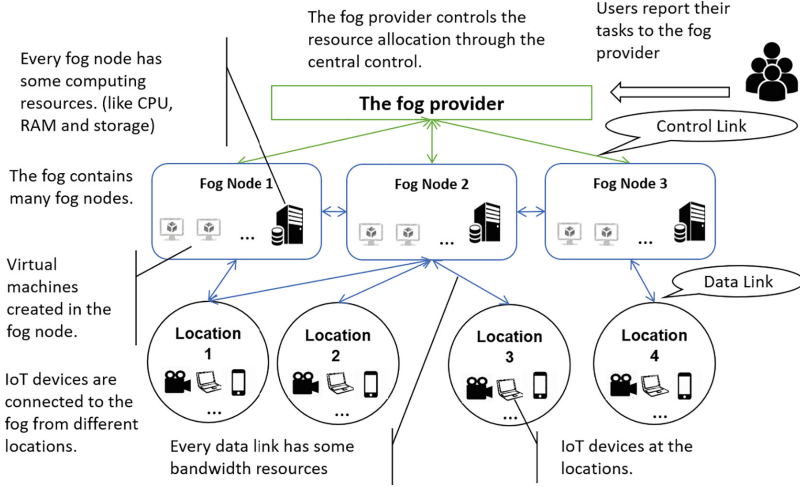 The fog provider controls the
resource allocation through the
central control.
Users report their
tasks to the fog
provider
Every fog node has
some computing
resources. (like CPU,
RAM and storage)
The fog provider
Control Link
The fog contains
many fog nodes.
Fog Node 1
...
Fog Node 2
...
Fog Node 3
...
Virtual
machines
created in the
fog node.
Data Link
Location
1
...
Location
2
...
Location
3
...
Location
4
...
IoT devices are
connected to the
fog from different
locations.
Every data link has some
bandwidth resources
IoT devices at the
locations.